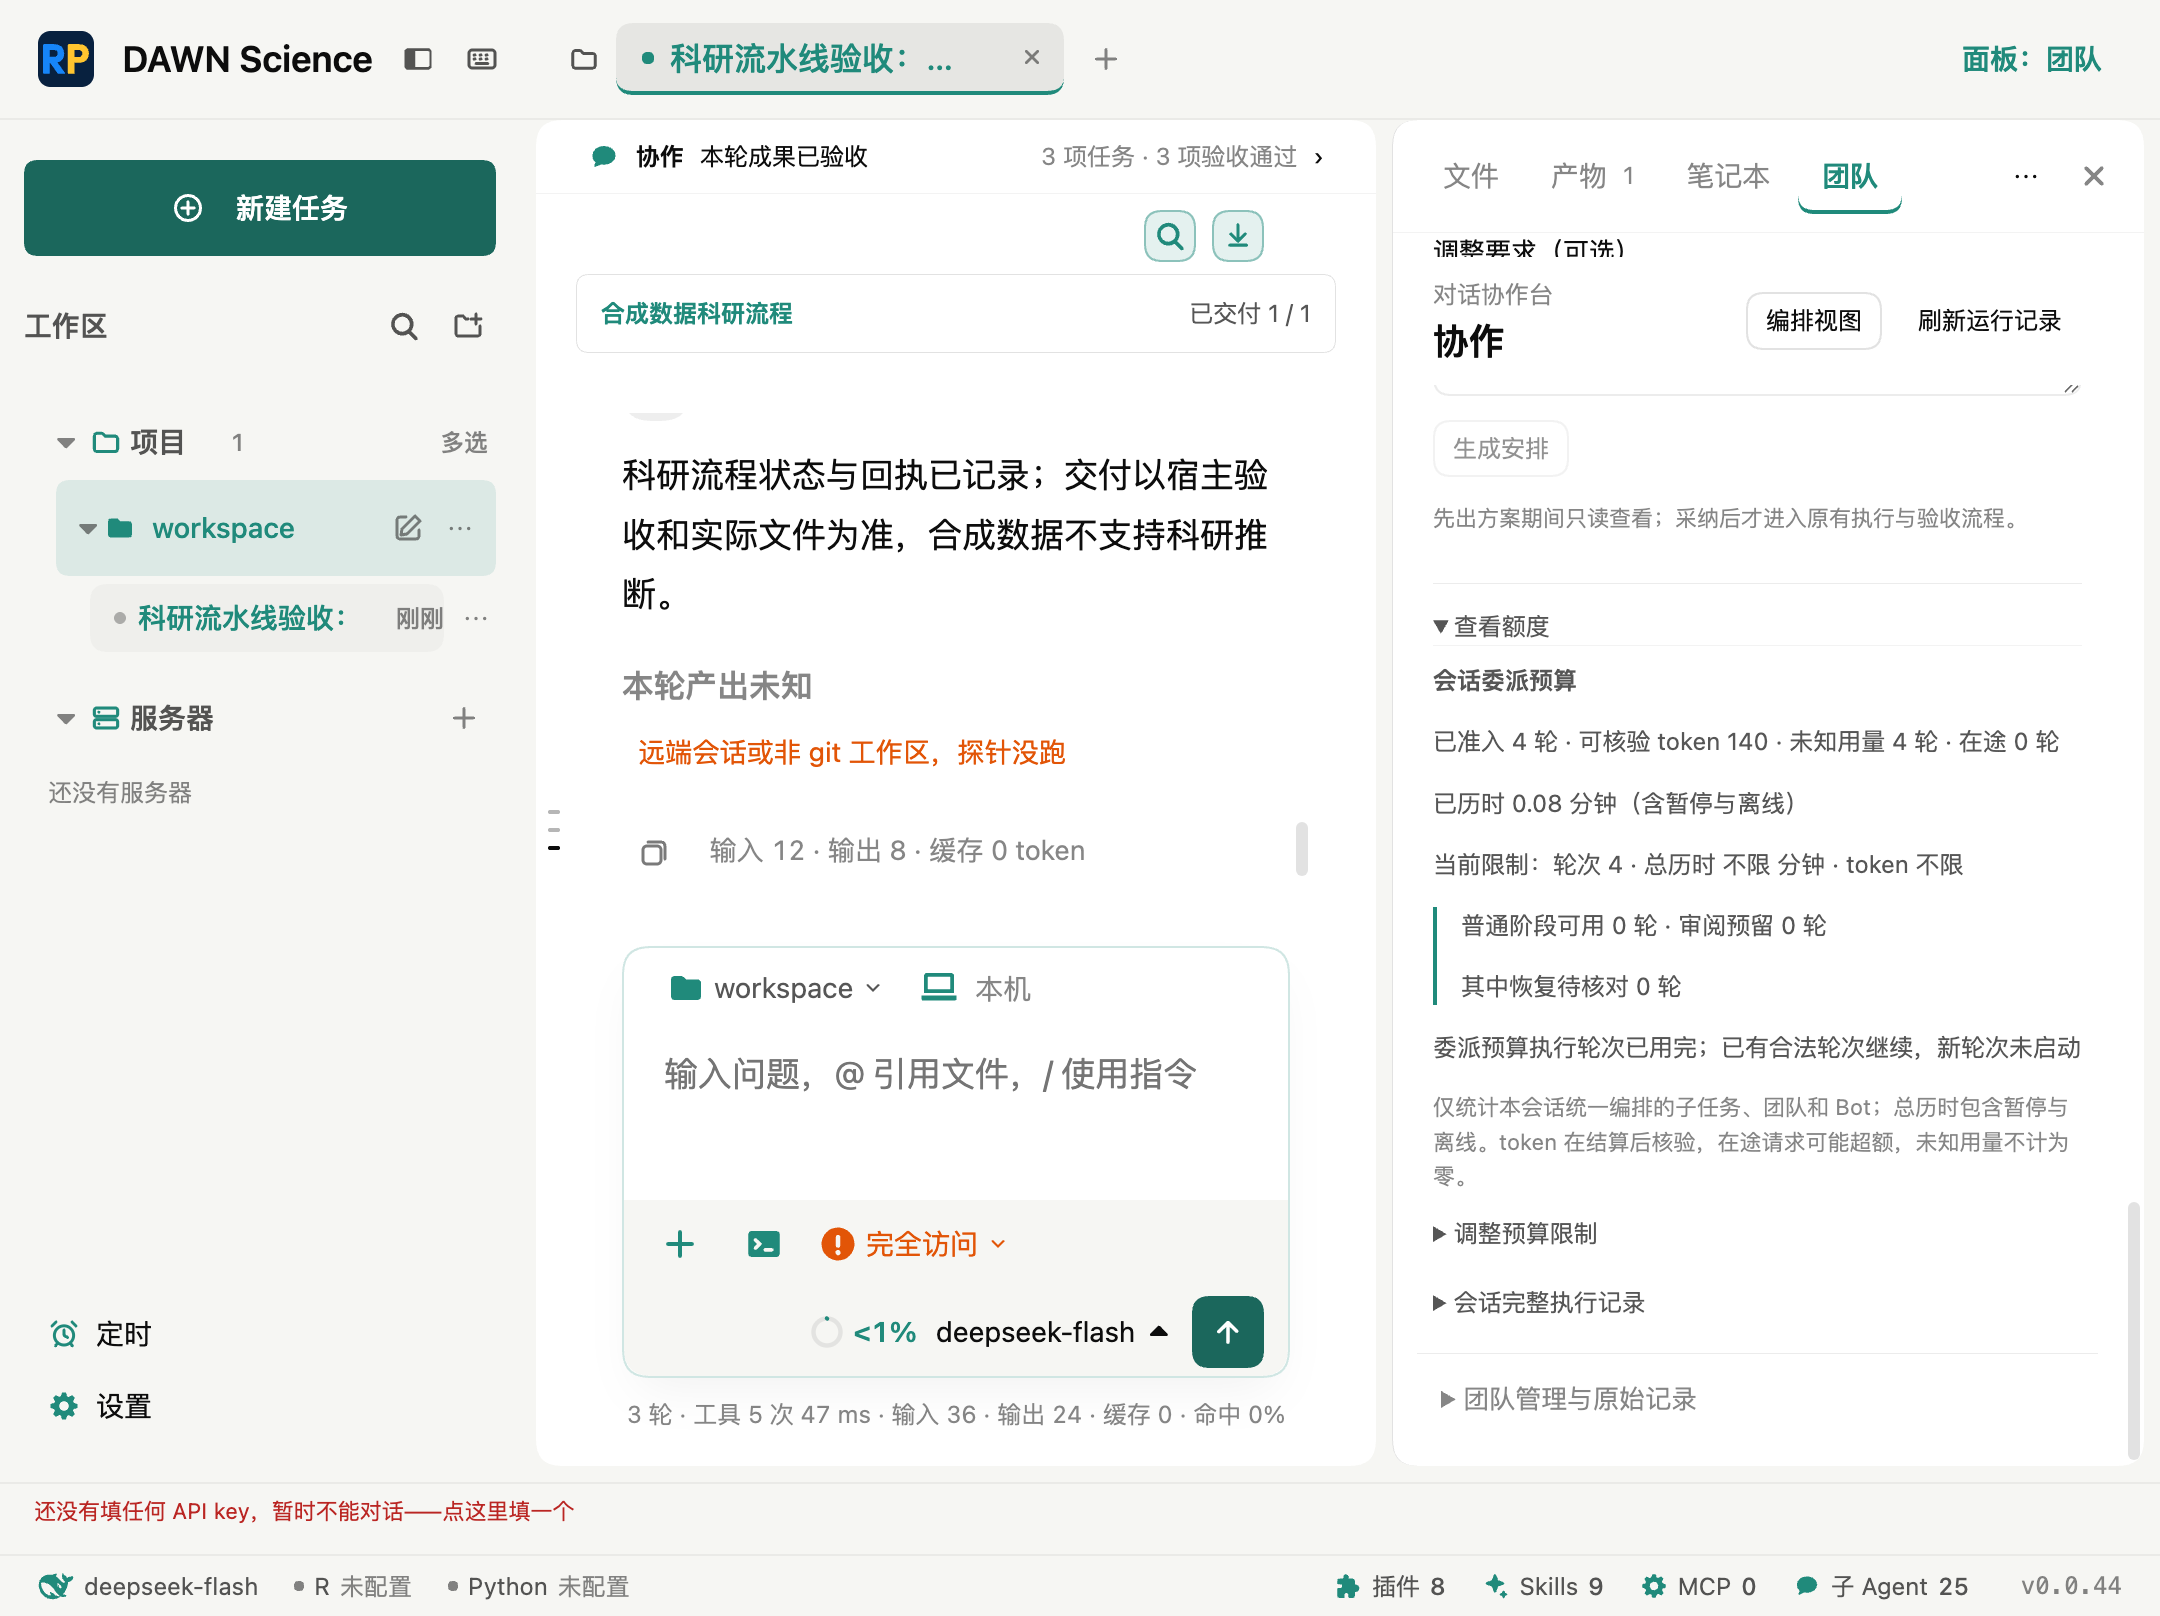 RP DAWN Science
科研流水线验收：...
面板：团队
新建任务
工作区
项目 1 多选
workspace
科研流水线验收： 刚刚
服务器
还没有服务器
定时
设置
协作 本轮成果已验收 3 项任务 · 3 项验收通过
合成数据科研流程 已交付 1 / 1
科研流程状态与回执已记录；交付以宿主验
收和实际文件为准，合成数据不支持科研推
断。
本轮产出未知
远端会话或非 git 工作区，探针没跑
输入 12 · 输出 8 · 缓存 0 token
workspace 本机
输入问题，@ 引用文件，/ 使用指令
完全访问
<1% deepseek-flash
3 轮 · 工具 5 次 47 ms · 输入 36 · 输出 24 · 缓存 0 · 命中 0%
文件 产物 1 笔记本 团队 ...
调整要求（可选）
对话协作台
协作
编排视图 刷新运行记录
生成安排
先出方案期间只读查看；采纳后才进入原有执行与验收流程。
查看额度
会话委派预算
已准入 4 轮 · 可核验 token 140 · 未知用量 4 轮 · 在途 0 轮
已历时 0.08 分钟（含暂停与离线）
当前限制：轮次 4 · 总历时 不限 分钟 · token 不限
普通阶段可用 0 轮 · 审阅预留 0 轮
其中恢复待核对 0 轮
委派预算执行轮次已用完；已有合法轮次继续，新轮次未启动
仅统计本会话统一编排的子任务、团队和 Bot；总历时包含暂停与
离线。token 在结算后核验，在途请求可能超额，未知用量不计为
零。
调整预算限制
会话完整执行记录
团队管理与原始记录
还没有填任何 API key，暂时不能对话——点这里填一个
deepseek-flash R 未配置 Python 未配置
插件 8 Skills 9 MCP 0 子 Agent 25 v0.0.44